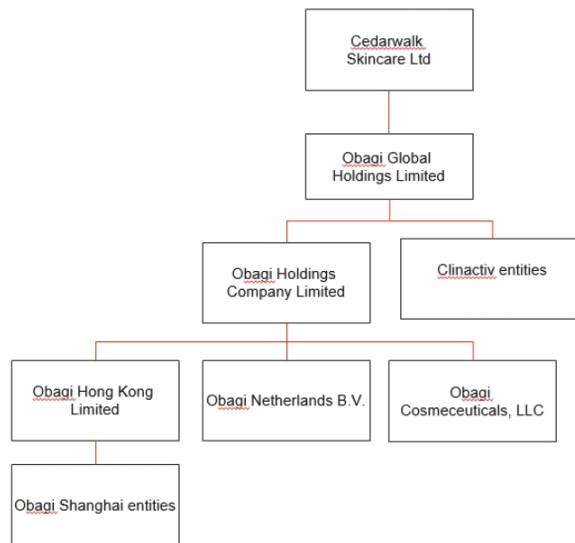 Cedarwalk
Skincare Ltd
Obagi Global
Holdings Limited
Obagi Holdings
Company Limited
Clinactiv entities
Obagi Hong Kong
Limited
Obagi Netherlands B.V.
Obagi
Cosmeceuticals, LLC
Obagi Shanghai entities